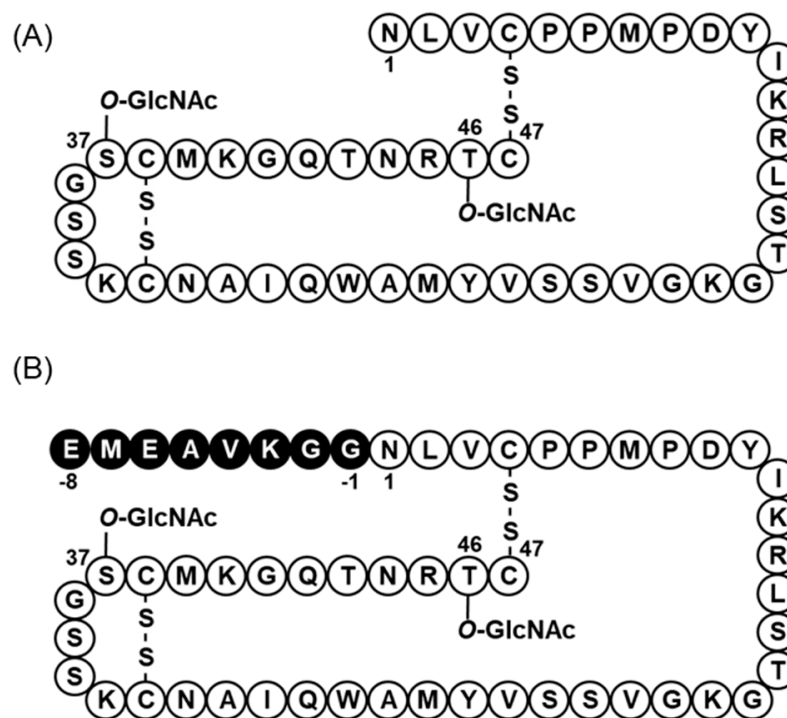 (A)
N L V C P P M P D Y
1
I
K
R
L
S
T
S
S
O-GlcNAc
37
46
47
S C M K G Q T N R T C
O-GlcNAc
G
S
S
S
S
K C N A I Q W A M Y V S S V G K G
(B)
E M E A V K G G N L V C P P M P D Y
-8
-1
1
I
K
R
L
S
T
S
S
O-GlcNAc
37
46
47
S C M K G Q T N R T C
O-GlcNAc
G
S
S
S
S
K C N A I Q W A M Y V S S V G K G